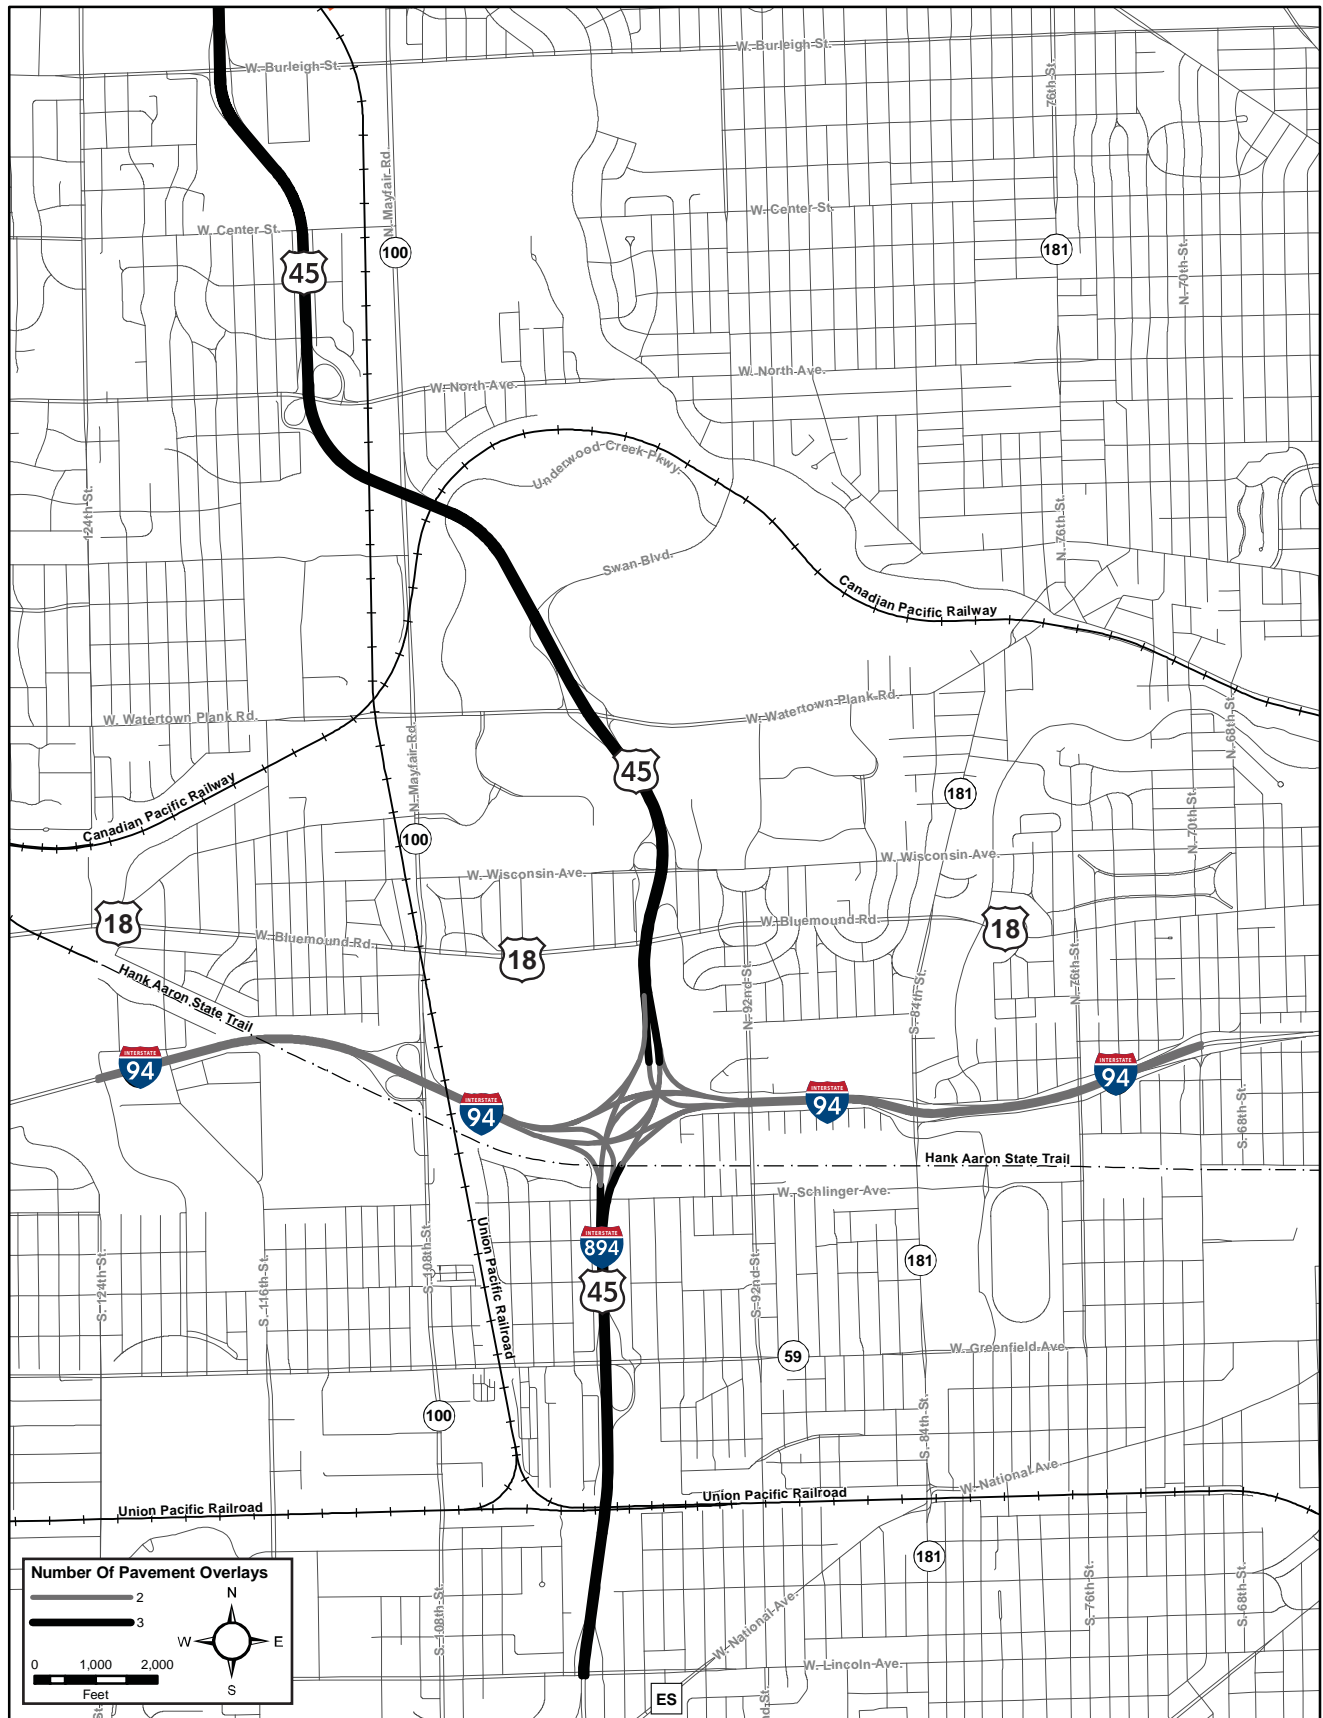 W. Burleigh St.
W. Burleigh St.
76th St.
N. Mayfair Rd.
W. Center St.
W. Center St.
100
181
45
N. 70th St.
W. North Ave.
W. North Ave.
Underwood Creek Pkwy.
124th St.
N. 76th St.
Swan Blvd.
Canadian Pacific Railway
W. Watertown Plank Rd.
W. Watertown Plank Rd.
N. 68th St.
N. Mayfair Rd.
45
181
Canadian Pacific Railway
N. 70th St.
100
W. Wisconsin Ave.
W. Wisconsin Ave.
18
W. Bluemound Rd.
W. Bluemound Rd.
18
18
N. 76th St.
N. 92nd St.
S. 84th St.
Hank Aaron State Trail
INTERSTATE
94
INTERSTATE
94
INTERSTATE
94
INTERSTATE
94
S. 68th St.
Hank Aaron State Trail
W. Schlinger Ave.
Union Pacific Railroad
S. 108th St.
S. 124th St.
S. 116th St.
INTERSTATE
894
45
S. 92nd St.
181
59
W. Greenfield Ave.
100
S. 84th St.
W. National Ave.
Union Pacific Railroad
Union Pacific Railroad
181
S. 108th St.
S. 76th St.
S. 68th St.
W. National Ave.
W. Lincoln Ave.
ES
nd St.
St.
Number Of Pavement Overlays
2
3
N
W E
S
0 1,000 2,000
Feet